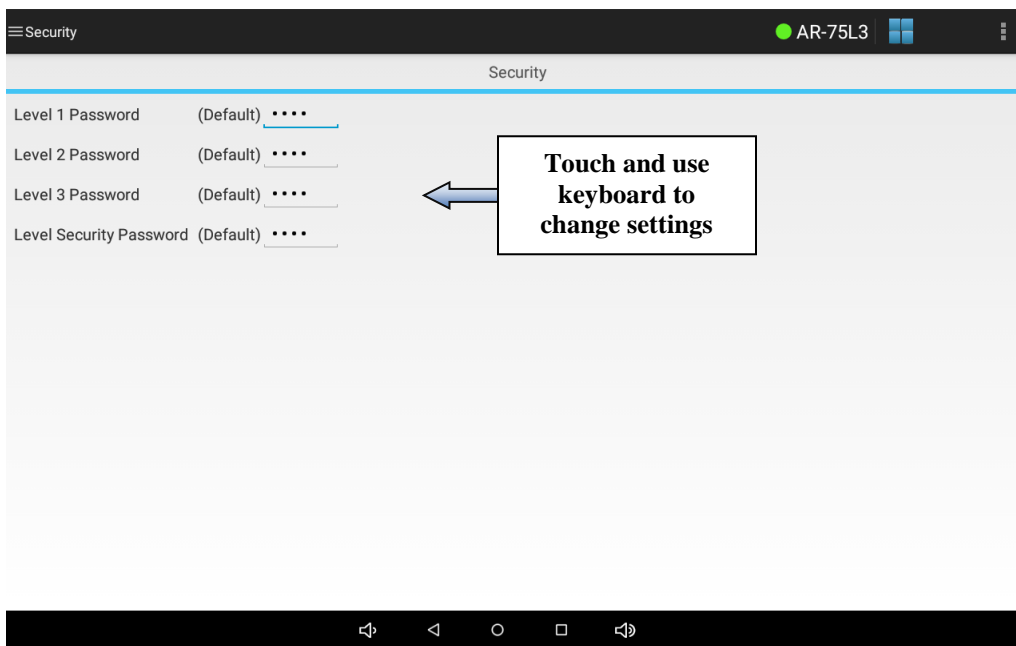 Security
AR-75L3
Security
Level 1 Password (Default) ••••
Level 2 Password (Default) ••••
Level 3 Password (Default) ••••
Level Security Password (Default) ••••
Touch and use
keyboard to
change settings